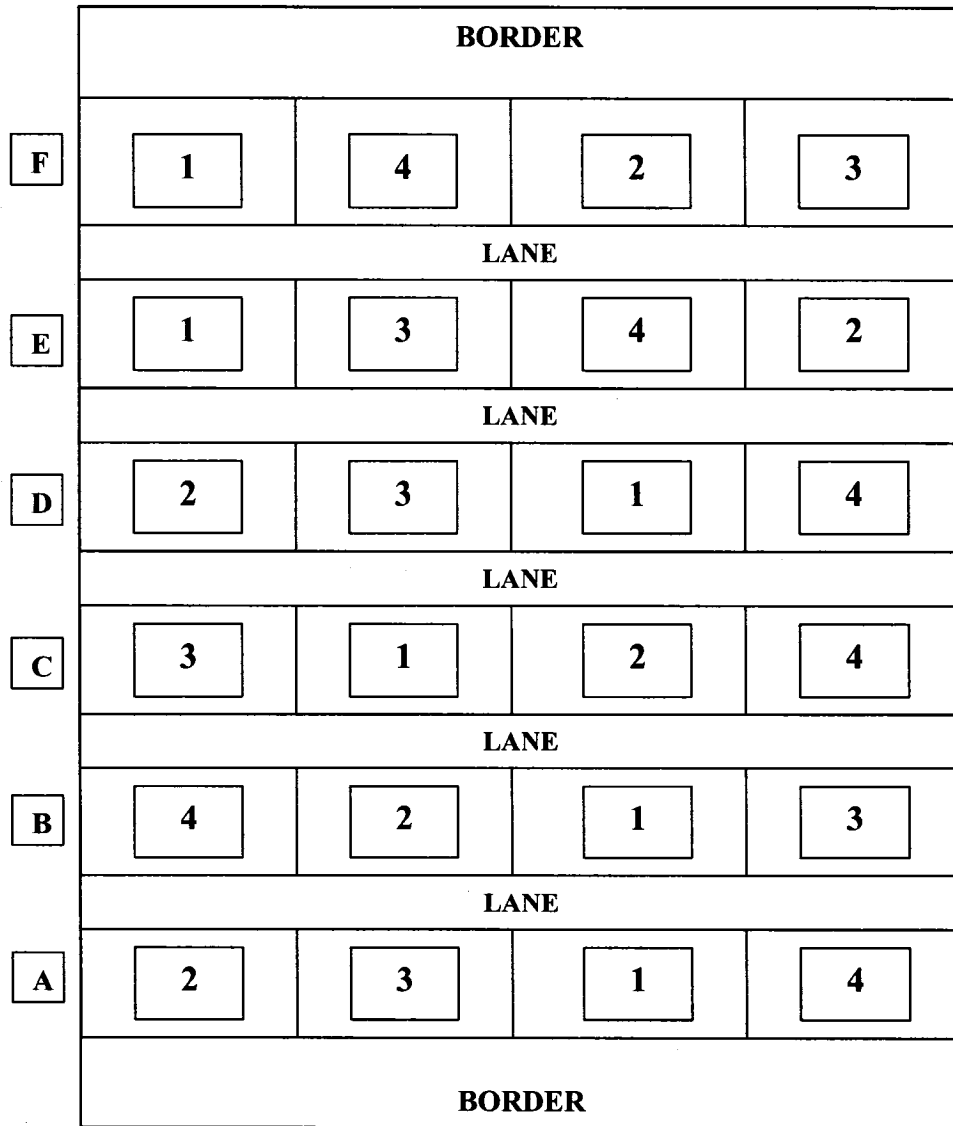 BORDER
F 1 4 2 3
LANE
E 1 3 4 2
LANE
D 2 3 1 4
LANE
C 3 1 2 4
LANE
B 4 2 1 3
LANE
A 2 3 1 4
BORDER